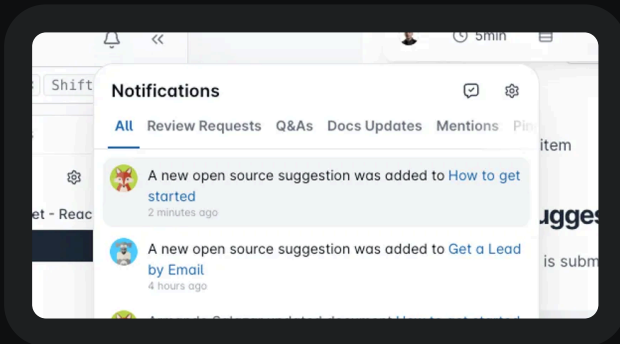 5min
Shift
Notifications
All Review Requests Q&As Docs Updates Mentions
item
A new open source suggestion was added to How to get
started
2 minutes ago
et - Reac
ugges
A new open source suggestion was added to Get a Lead
by Email
is subm
4 hours ago